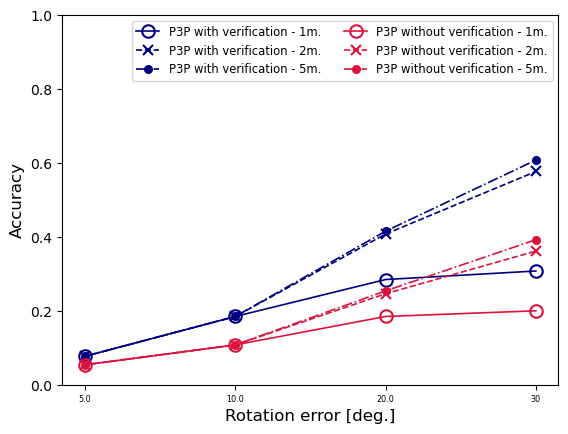 1.0
P3P with verification - 1m.
P3P with verification - 2m.
P3P with verification - 5m.
P3P without verification - 1m.
P3P without verification - 2m.
P3P without verification - 5m.
0.8
0.6
0.4
0.2
0.0
Accuracy
5.0 10.0 20.0 30
Rotation error [deg.]